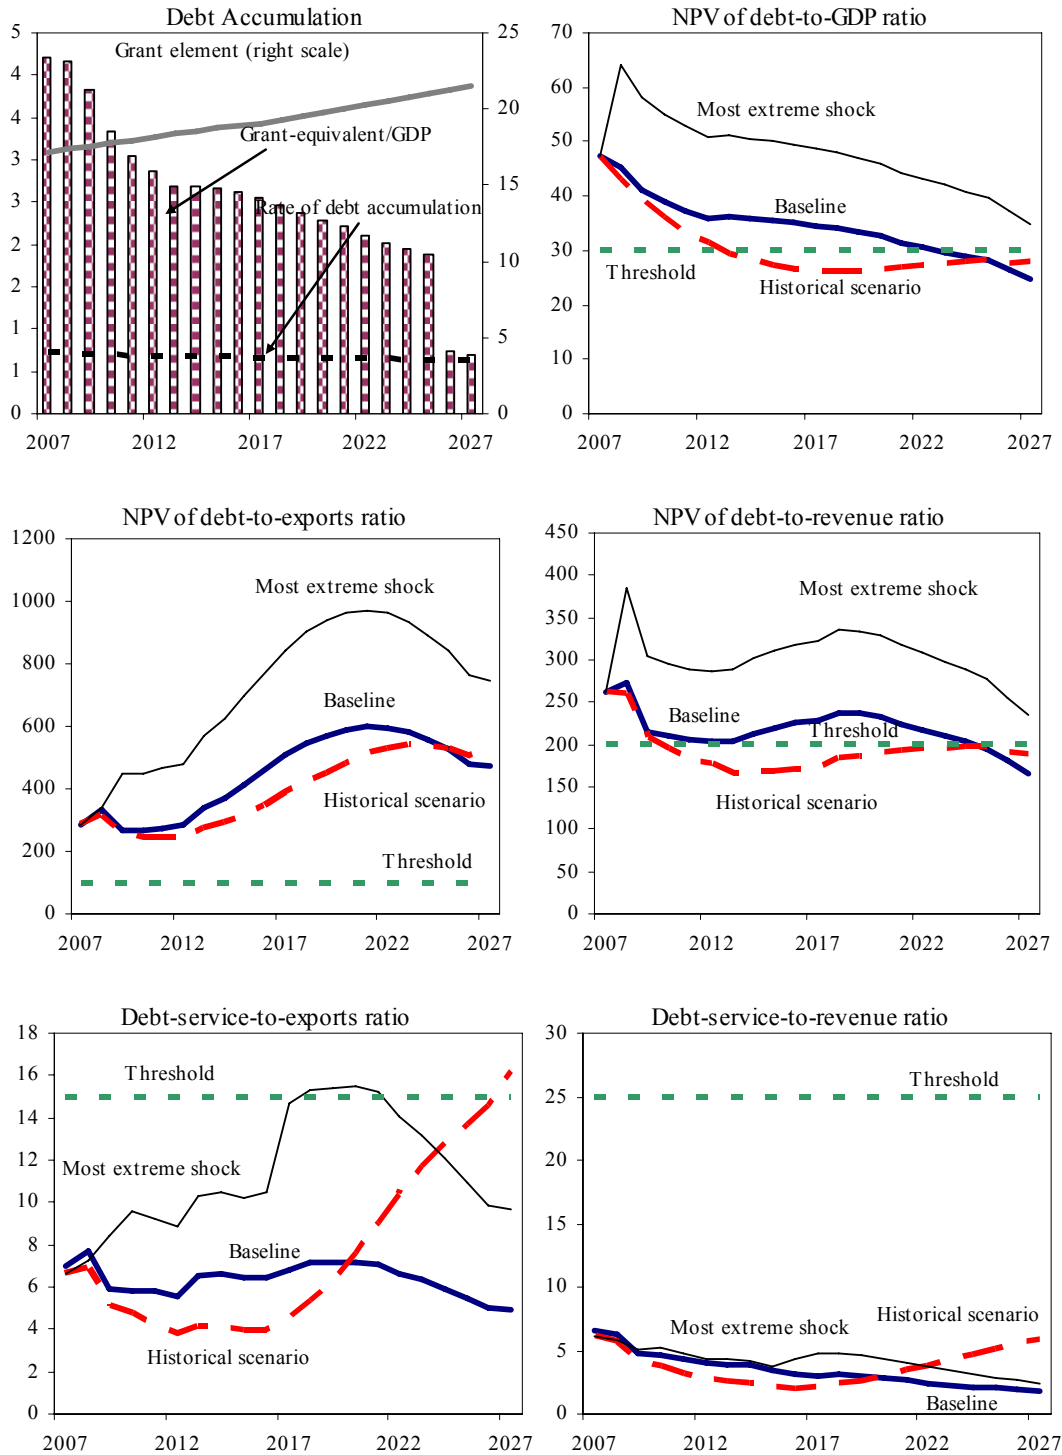 Debt Accumulation
5
4
4
3
3
2
2
1
1
0
25
20
15
10
5
0
Grant element (right scale)
Grant-equivalent/GDP
Rate of debt accumulation
2007 2012 2017 2022 2027
NPV of debt-to-GDP ratio
70
60
50
40
30
20
10
0
Most extreme shock
Baseline
Threshold
Historical scenario
2007 2012 2017 2022 2027
NPV of debt-to-exports ratio
1200
1000
800
600
400
200
0
Most extreme shock
Baseline
Historical scenario
Threshold
2007 2012 2017 2022 2027
NPV of debt-to-revenue ratio
450
400
350
300
250
200
150
100
50
0
Most extreme shock
Baseline
Threshold
Historical scenario
2007 2012 2017 2022 2027
Debt-service-to-exports ratio
18
16
14
12
10
8
6
4
2
0
Threshold
Most extreme shock
Baseline
Historical scenario
2007 2012 2017 2022 2027
Debt-service-to-revenue ratio
30
25
20
15
10
5
0
Threshold
Historical scenario
Most extreme shock
Baseline
2007 2012 2017 2022 2027